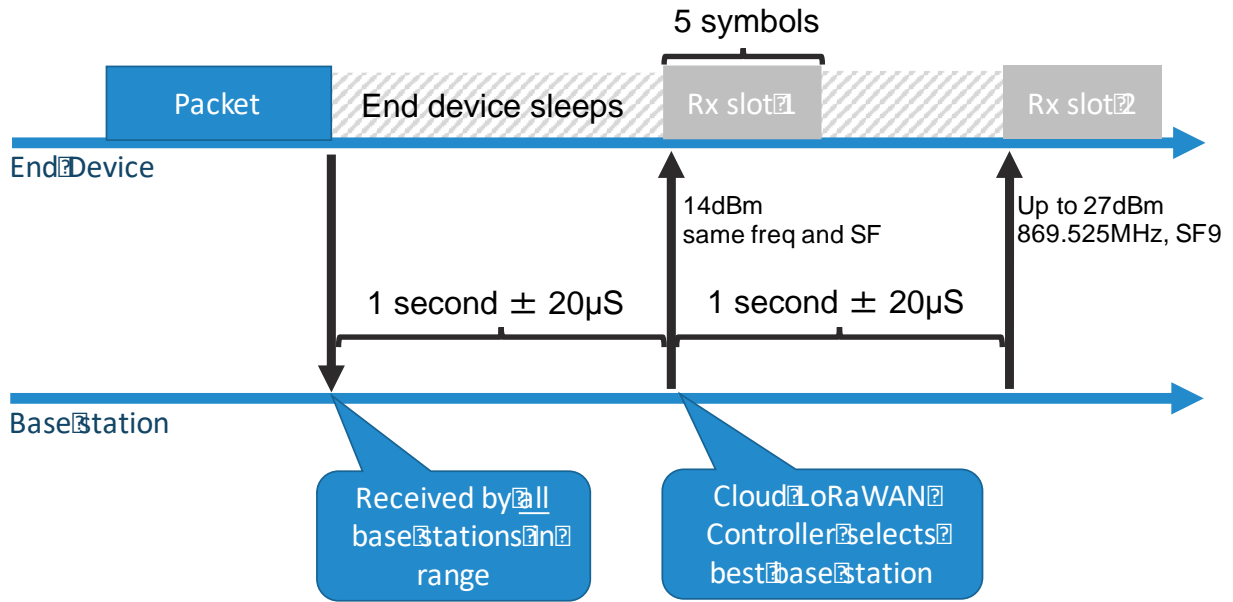 5 symbols
Packet
End device sleeps
Rx slot 1
Rx slot 2
End Device
14dBm
same freq and SF
Up to 27dBm
869.525MHz, SF9
1 second ± 20µS
1 second ± 20µS
Base station
Received by all
base stations in
range
Cloud LoRaWAN
Controller selects
best base station